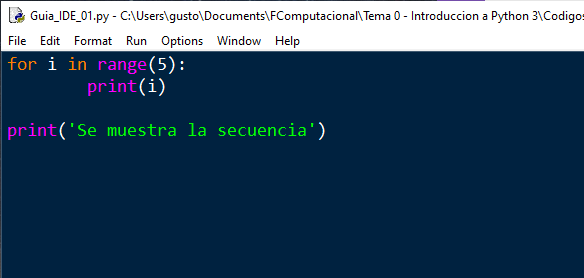 Guia_IDE_01.py - C:\Users\gusto\Documents\FComputacional\Tema 0 - Introduccion a Python 3\Codigos
File Edit Format Run Options Window Help
for i in range(5):
        print(i)
print('Se muestra la secuencia')